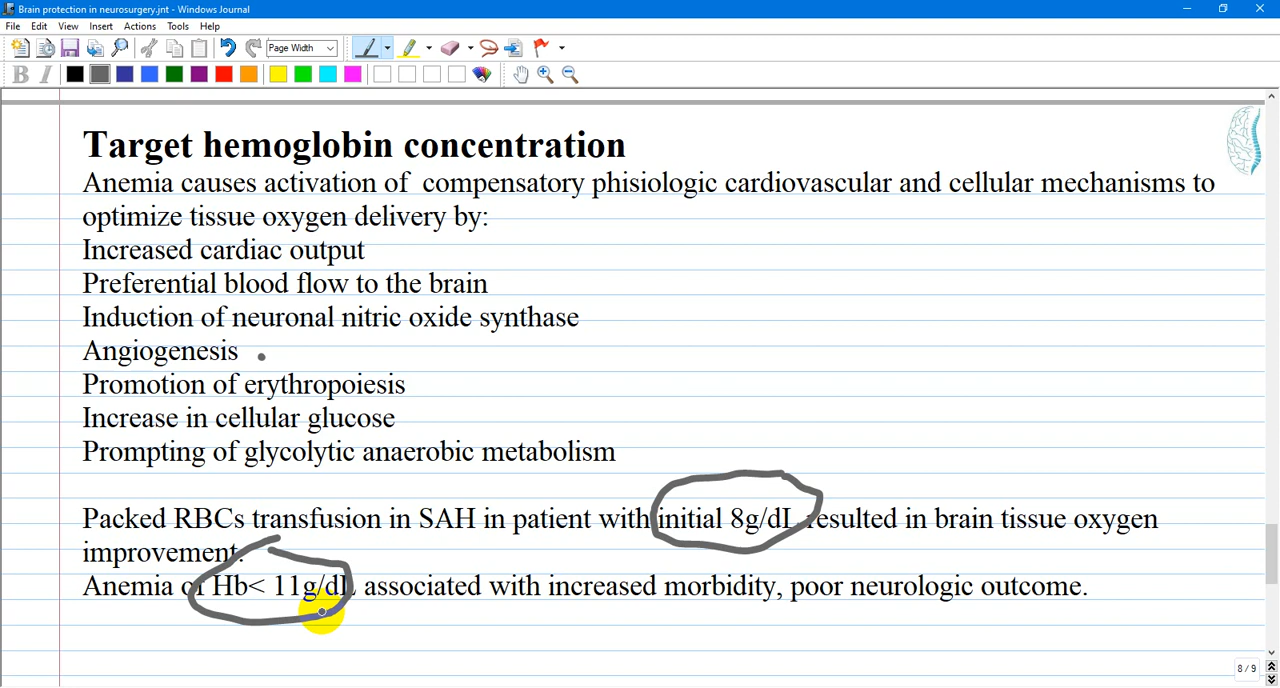 Brain protection in neurosurgery.jnt - Windows Journal
File Edit View Insert Actions Tools Help
Page Width
B I
Target hemoglobin concentration
Anemia causes activation of compensatory phisiologic cardiovascular and cellular mechanisms to
optimize tissue oxygen delivery by:
Increased cardiac output
Preferential blood flow to the brain
Induction of neuronal nitric oxide synthase
Angiogenesis
Promotion of erythropoiesis
Increase in cellular glucose
Prompting of glycolytic anaerobic metabolism
Packed RBCs transfusion in SAH in patient with initial 8g/dL resulted in brain tissue oxygen
improvement.
Anemia of Hb< 11g/dL associated with increased morbidity, poor neurologic outcome.
8 / 9